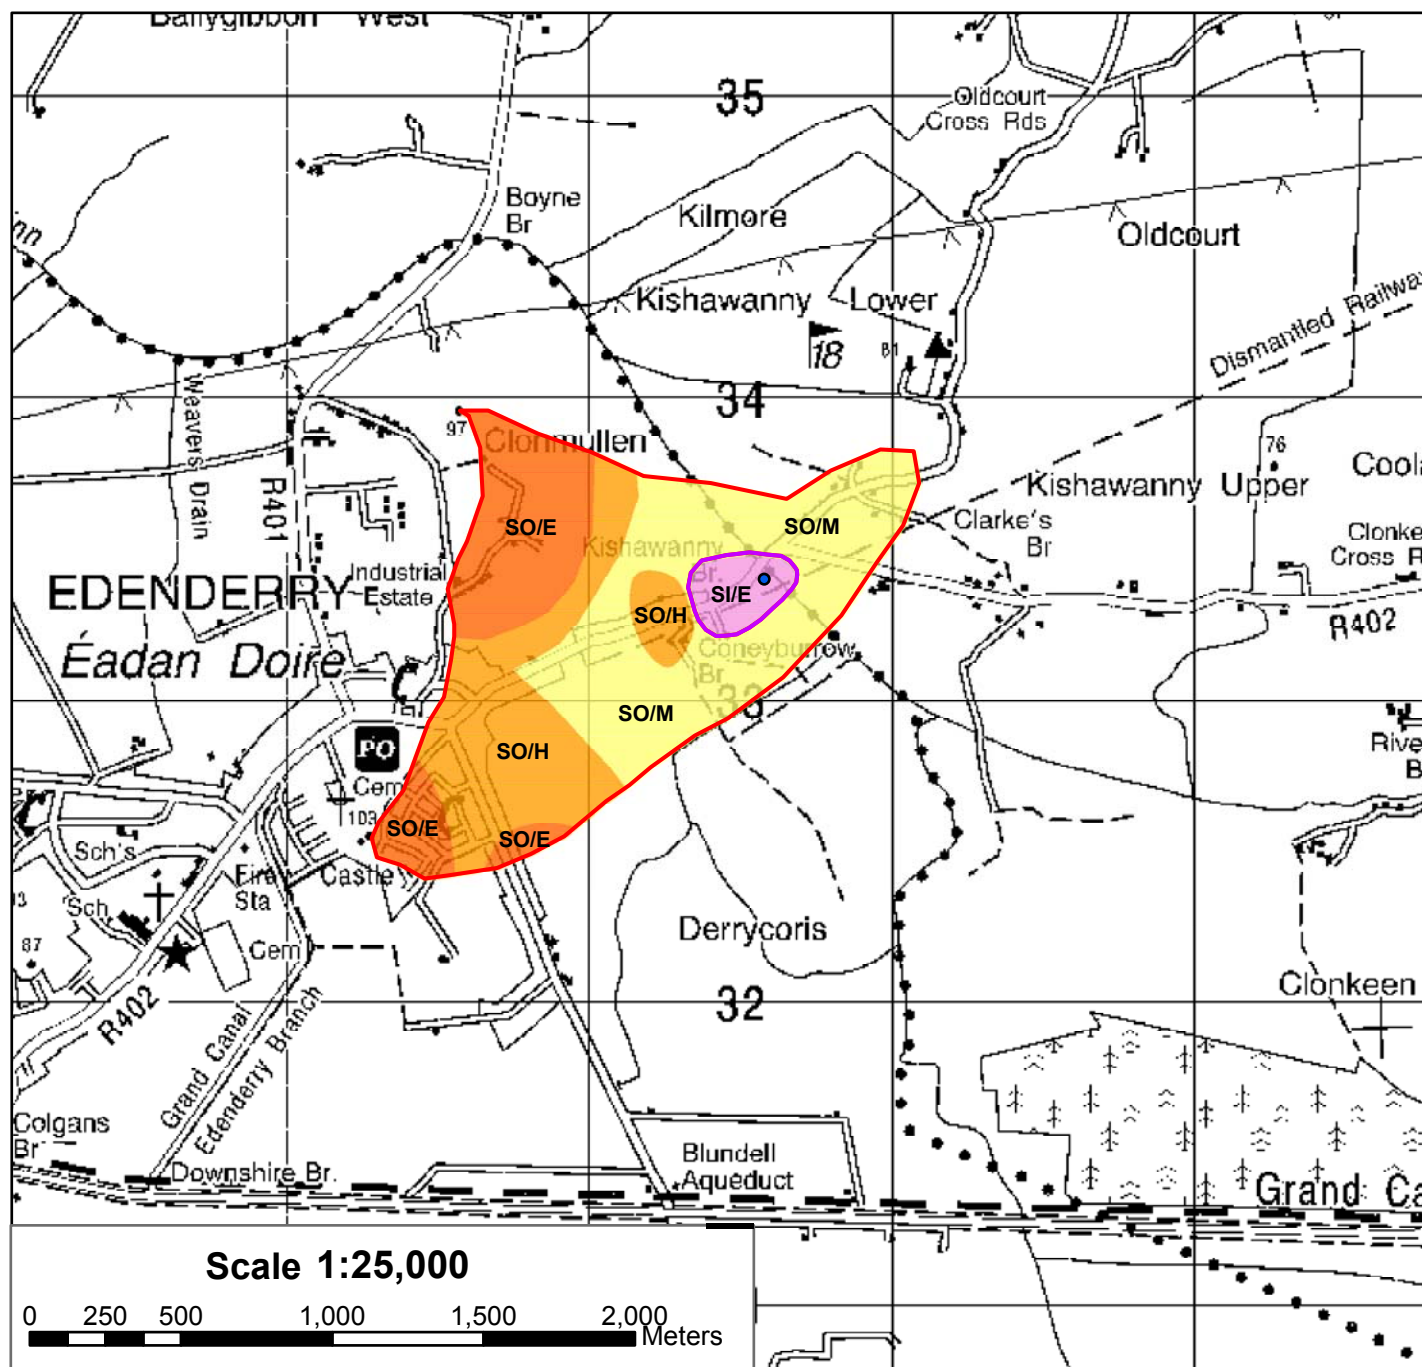 Ballygibbon West
35
Oldcourt
Cross Rds
Boyne
Br
Kilmore
Oldcourt
Kishawanny Lower
Dismantled Railway
18
81
34
97
Clonmullen
76
Weavers Drain
R401
Kishawanny Upper
SO/E
SO/M
Clarke's
Br
Kishawanny
Br
Industrial
Estate
EDENDERRY
SI/E
SO/H
R402
Éadan Doire
Coneyburrow
Br
33
SO/M
PO
SO/H
Cem
103
SO/E
SO/E
Sch's
Fire
Sta
Castle
Sch
87
Cem
Derrycoris
Clonkeen
32
R402
Grand Canal
Edenderry Branch
Colgans
Br
Downshire Br.
Blundell
Aqueduct
Grand
Scale 1:25,000
0 250 500 1,000 1,500 2,000
Meters